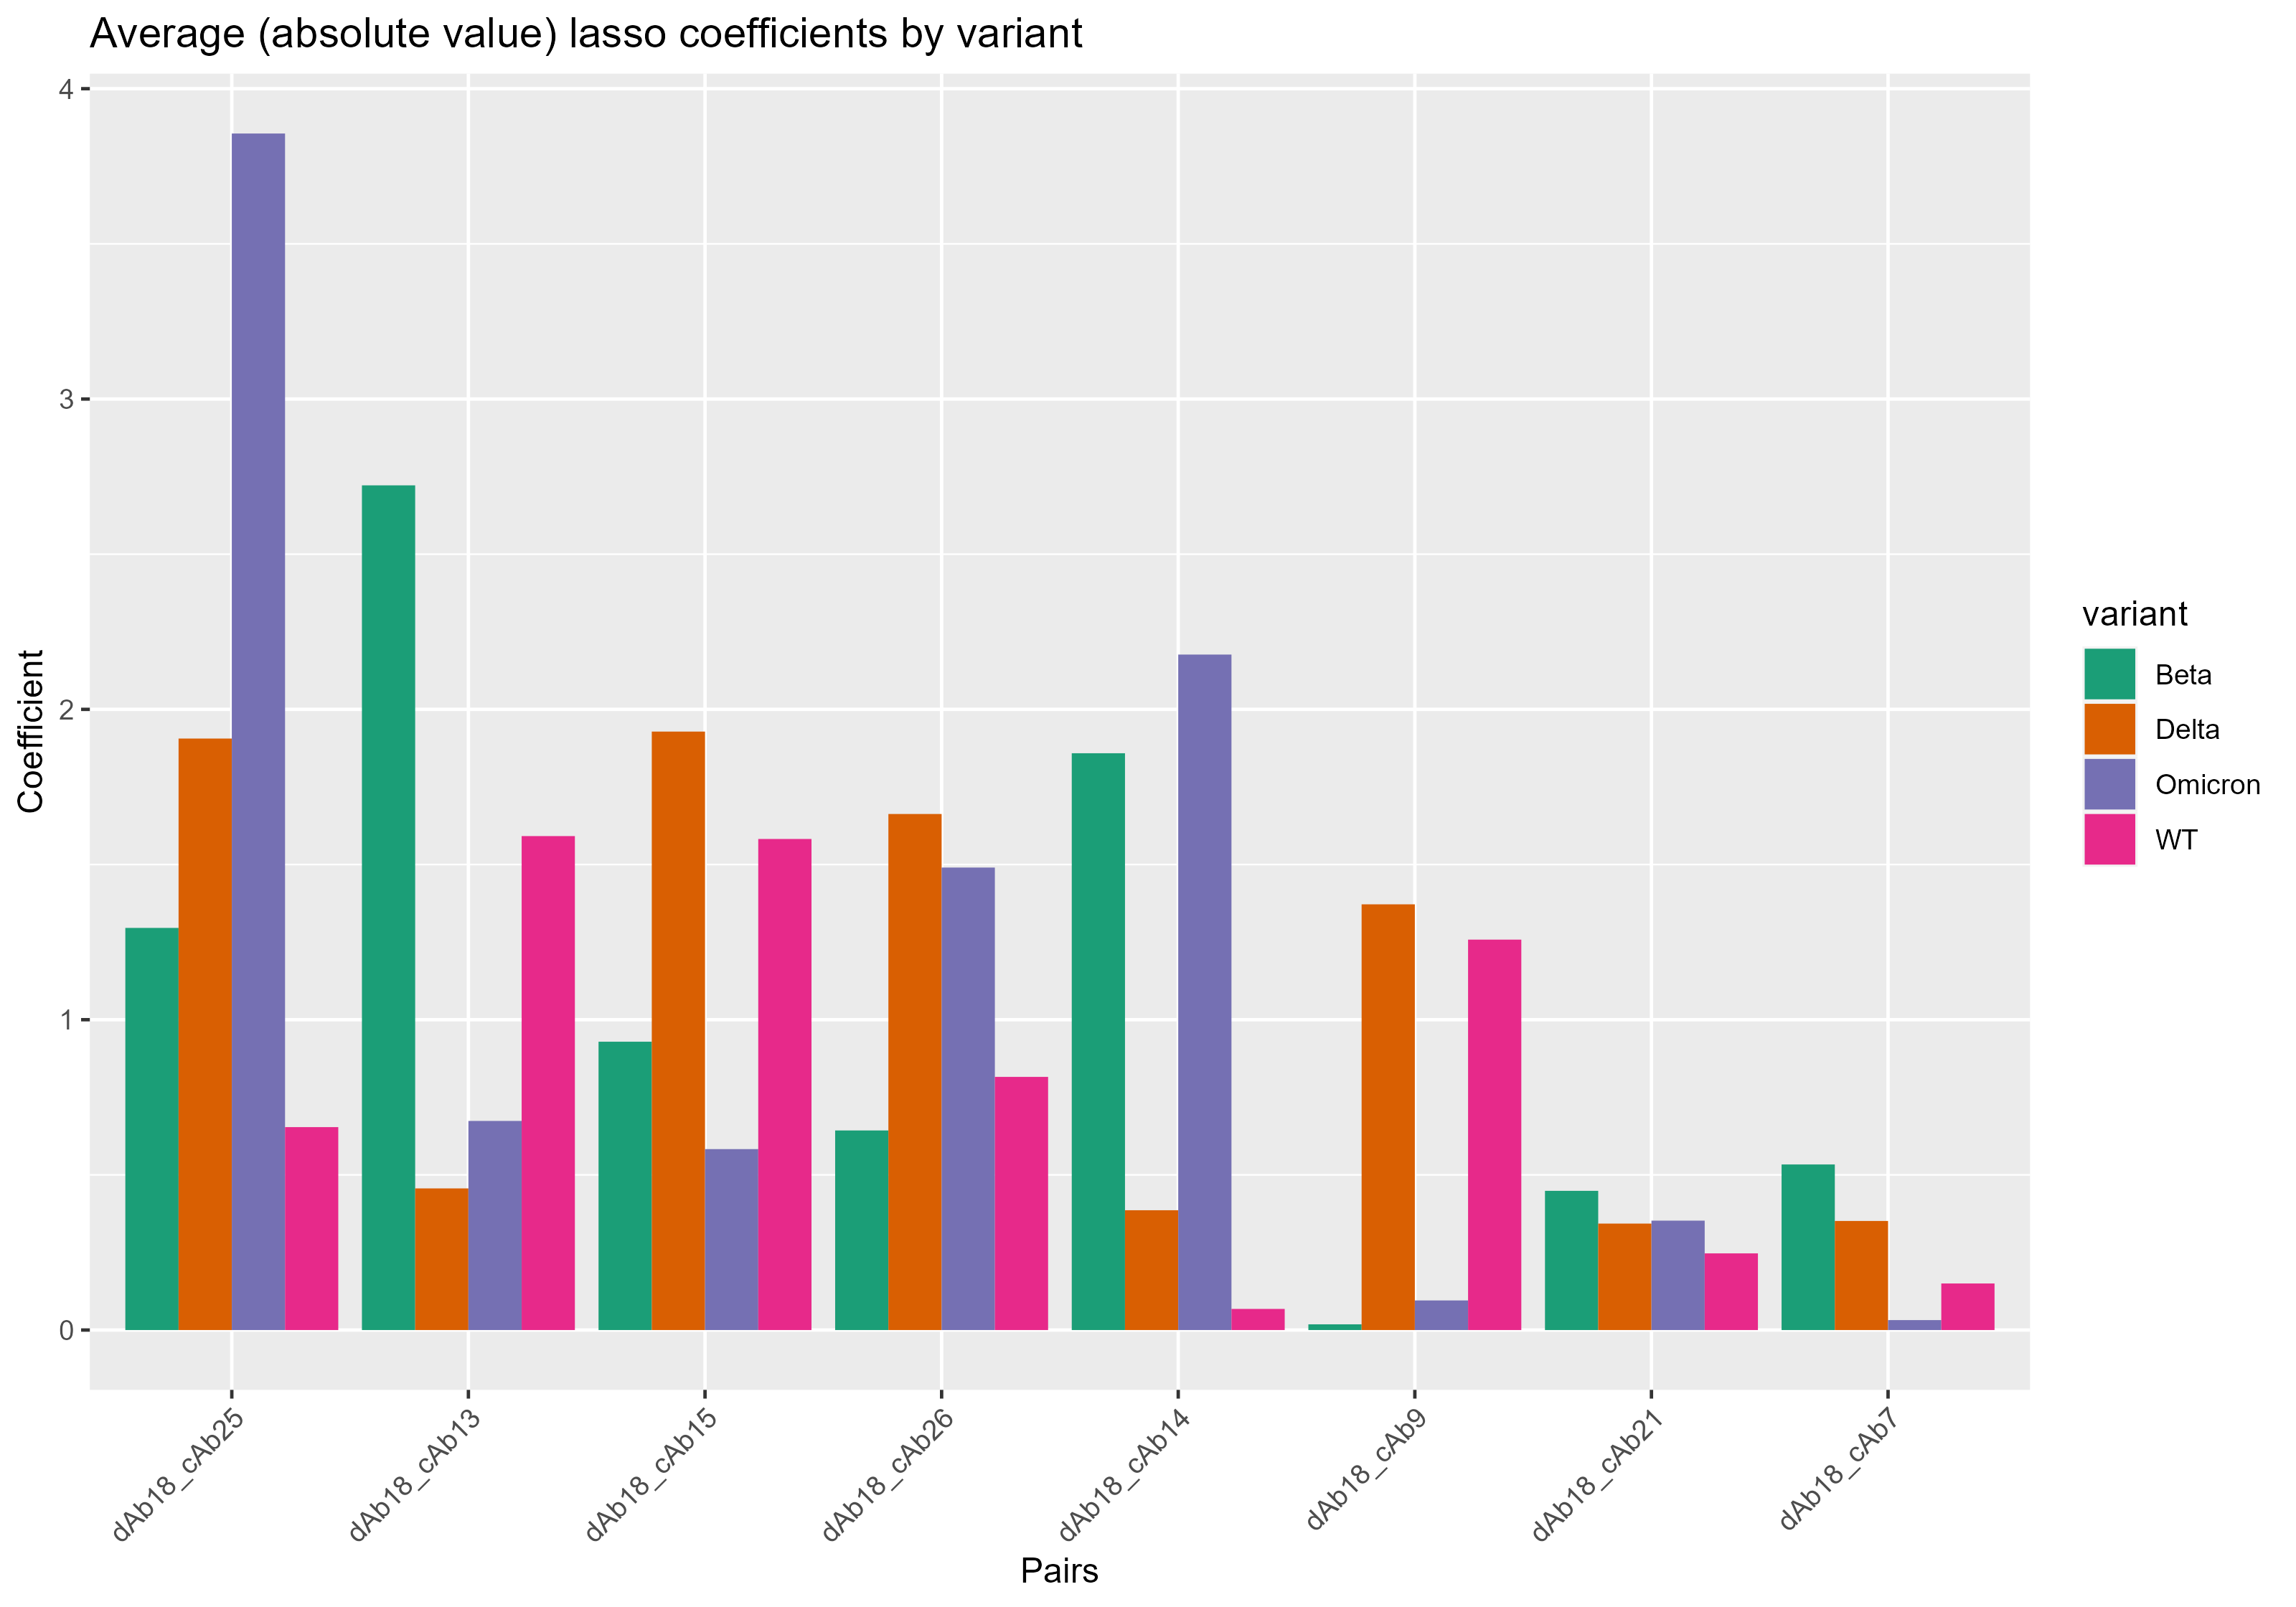 Average (absolute value) lasso coefficients by variant
4
3
2
1
0
Coefficient
dAb18_cAb25
dAb18_cAb13
dAb18_cAb15
dAb18_cAb26
dAb18_cAb14
dAb18_cAb9
dAb18_cAb21
dAb18_cAb7
Pairs
variant
Beta
Delta
Omicron
WT